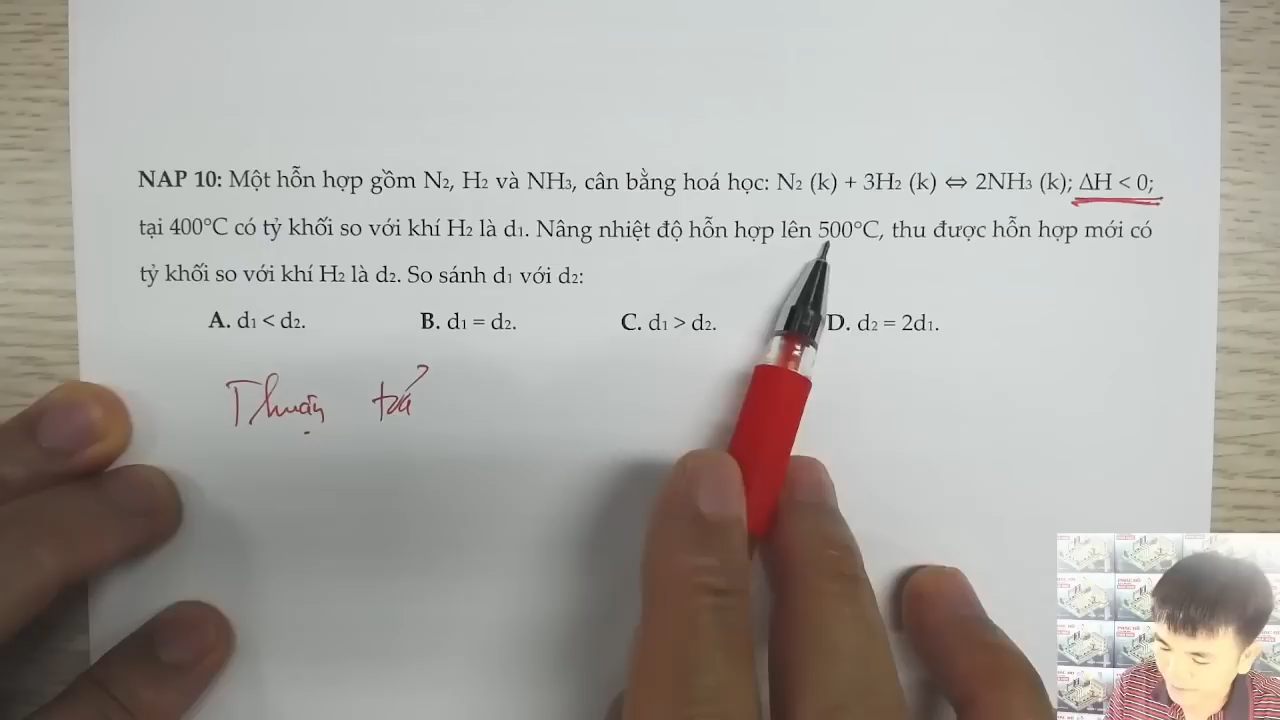 NAP 10: Một hỗn hợp gồm N₂, H₂ và NH₃, cân bằng hoá học: N₂ (k) + 3H₂ (k) ⇔ 2NH₃ (k); ΔH < 0;
tại 400°C có tỷ khối so với khí H₂ là d₁. Nâng nhiệt độ hỗn hợp lên 500°C, thu được hỗn hợp mới có
tỷ khối so với khí H₂ là d₂. So sánh d₁ với d₂:
A. d₁ < d₂. B. d₁ = d₂. C. d₁ > d₂. D. d₂ = 2d₁.
Thuận toả